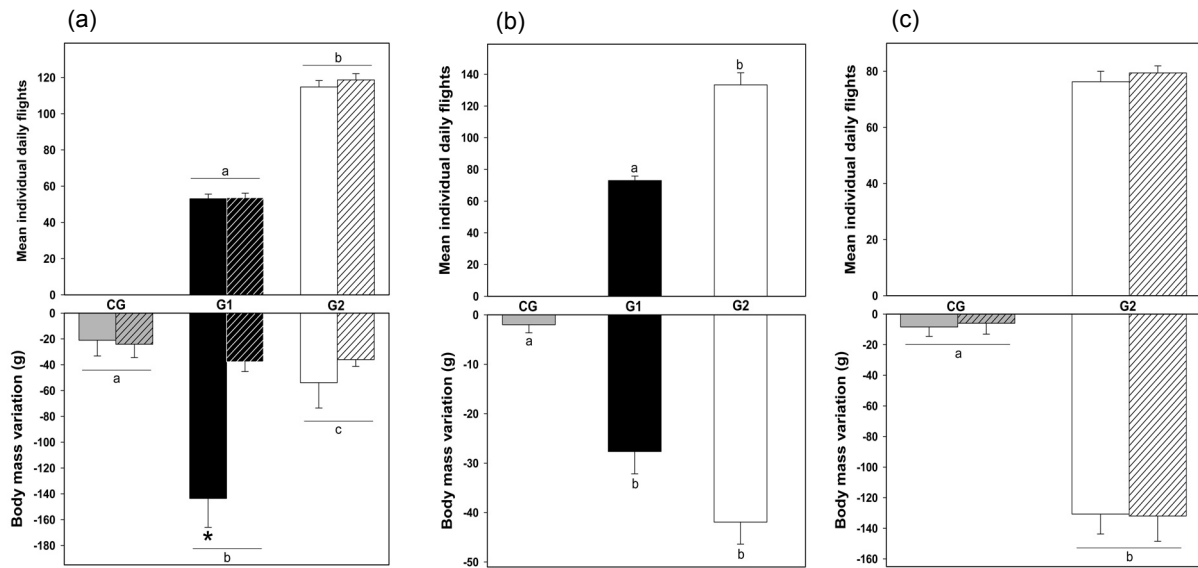 (a)
(b)
(c)
Mean individual daily flights
120
100
80
60
40
20
0
a
b
CG
G1
G2
Body mass variation (g)
0
-20
-40
-60
-80
-100
-120
-140
-160
-180
a
*
b
c
Mean individual daily flights
140
120
100
80
60
40
20
0
a
b
CG
G1
G2
Body mass variation (g)
0
-10
-20
-30
-40
-50
a
b
b
Mean individual daily flights
80
60
40
20
0
CG
G2
Body mass variation (g)
0
-20
-40
-60
-80
-100
-120
-140
-160
a
b